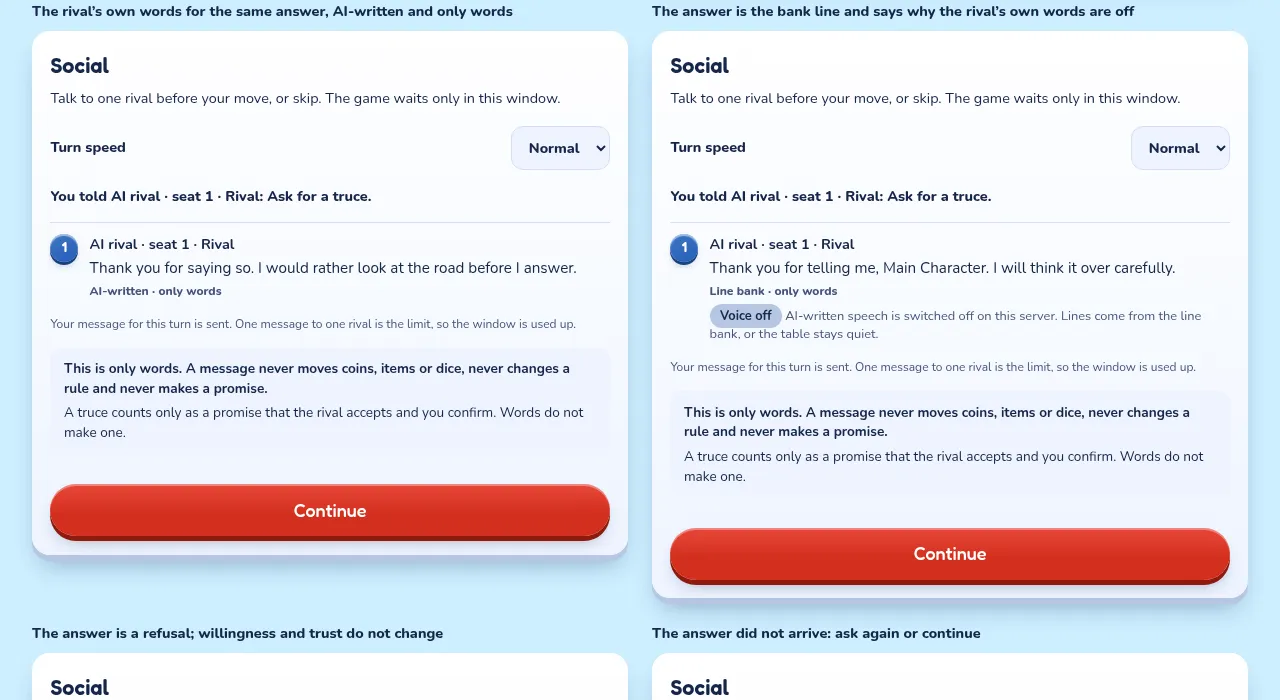 The rival’s own words for the same answer, AI-written and only words
Social
Talk to one rival before your move, or skip. The game waits only in this window.
Turn speed
Normal
You told AI rival · seat 1 · Rival: Ask for a truce.
1
AI rival · seat 1 · Rival
Thank you for saying so. I would rather look at the road before I answer.
AI-written · only words
Your message for this turn is sent. One message to one rival is the limit, so the window is used up.
This is only words. A message never moves coins, items or dice, never changes a
rule and never makes a promise.
A truce counts only as a promise that the rival accepts and you confirm. Words do not
make one.
Continue
The answer is the bank line and says why the rival’s own words are off
Social
Talk to one rival before your move, or skip. The game waits only in this window.
Turn speed
Normal
You told AI rival · seat 1 · Rival: Ask for a truce.
1
AI rival · seat 1 · Rival
Thank you for telling me, Main Character. I will think it over carefully.
Line bank · only words
Voice off AI-written speech is switched off on this server. Lines come from the line
bank, or the table stays quiet.
Your message for this turn is sent. One message to one rival is the limit, so the window is used up.
This is only words. A message never moves coins, items or dice, never changes a
rule and never makes a promise.
A truce counts only as a promise that the rival accepts and you confirm. Words do not
make one.
Continue
The answer is a refusal; willingness and trust do not change
Social
The answer did not arrive: ask again or continue
Social